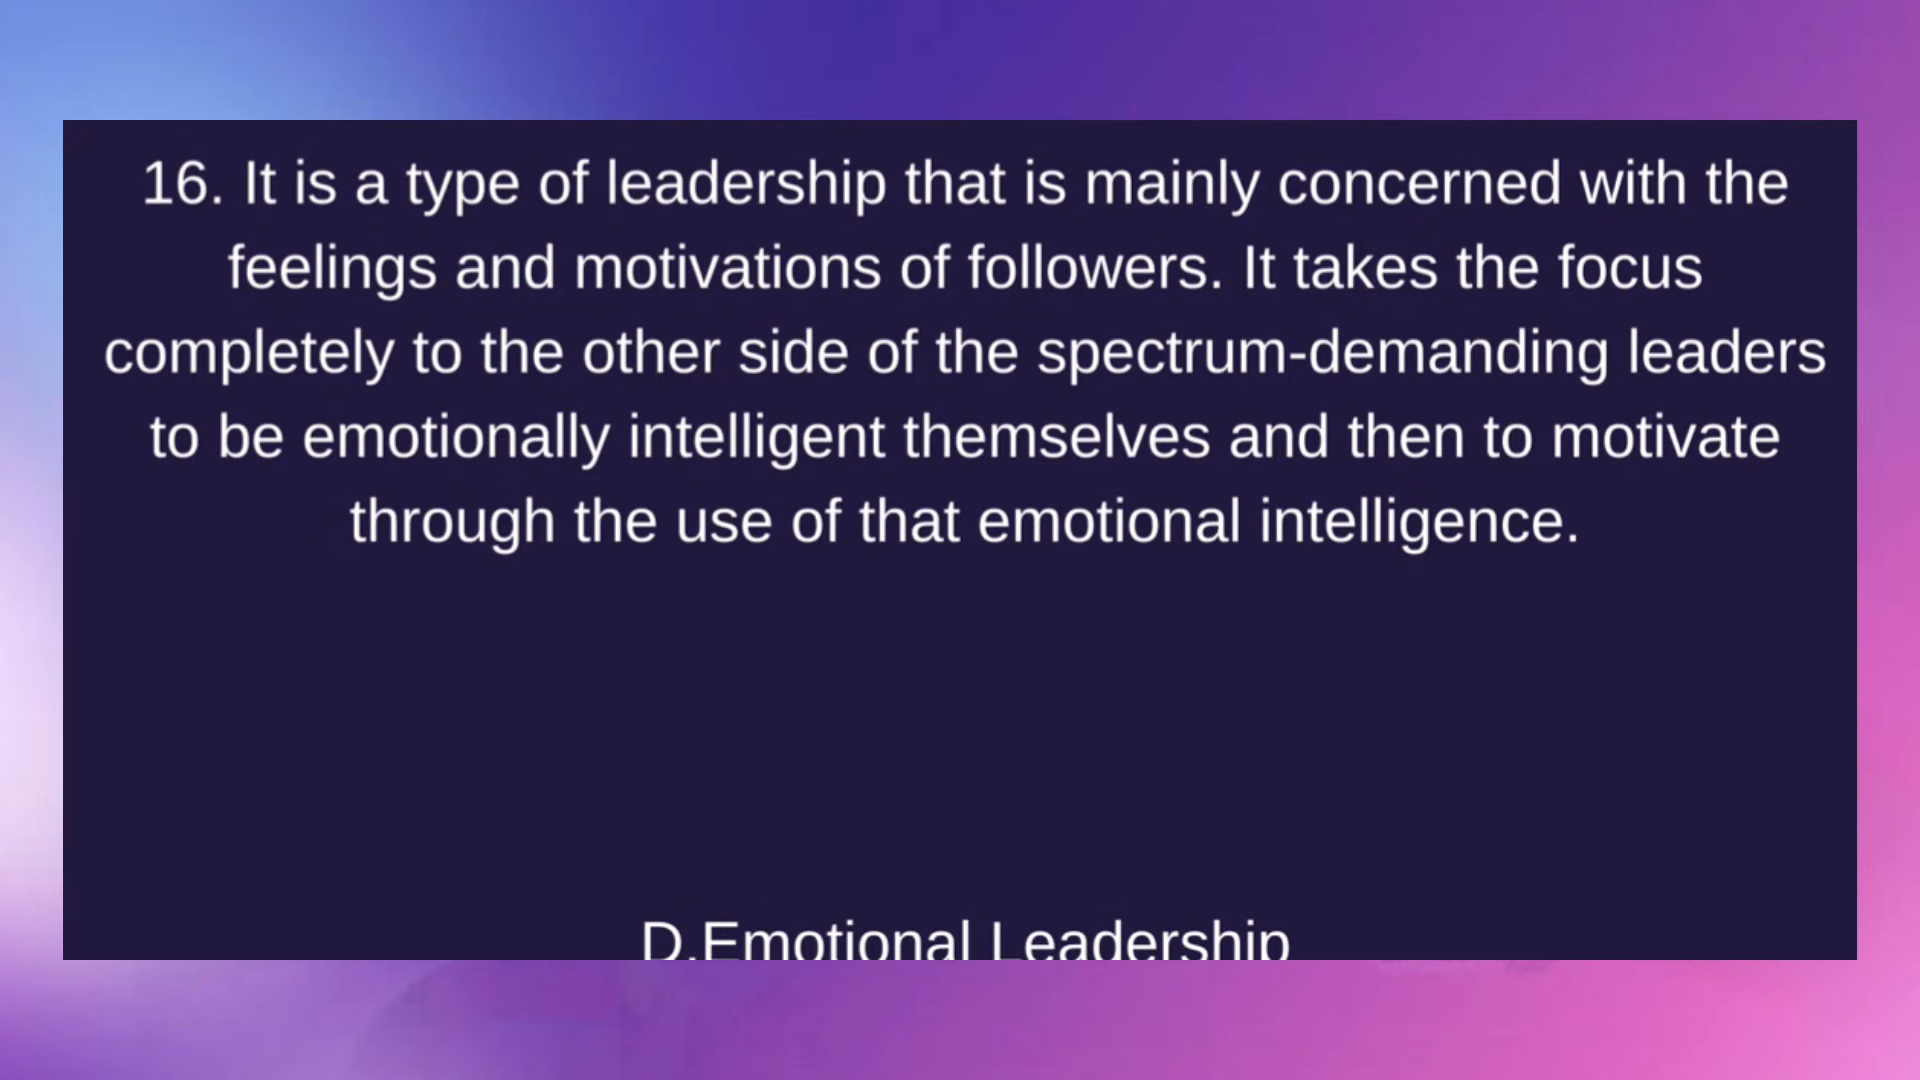 16. It is a type of leadership that is mainly concerned with the
feelings and motivations of followers. It takes the focus
completely to the other side of the spectrum-demanding leaders
to be emotionally intelligent themselves and then to motivate
through the use of that emotional intelligence.
D.Emotional Leadership